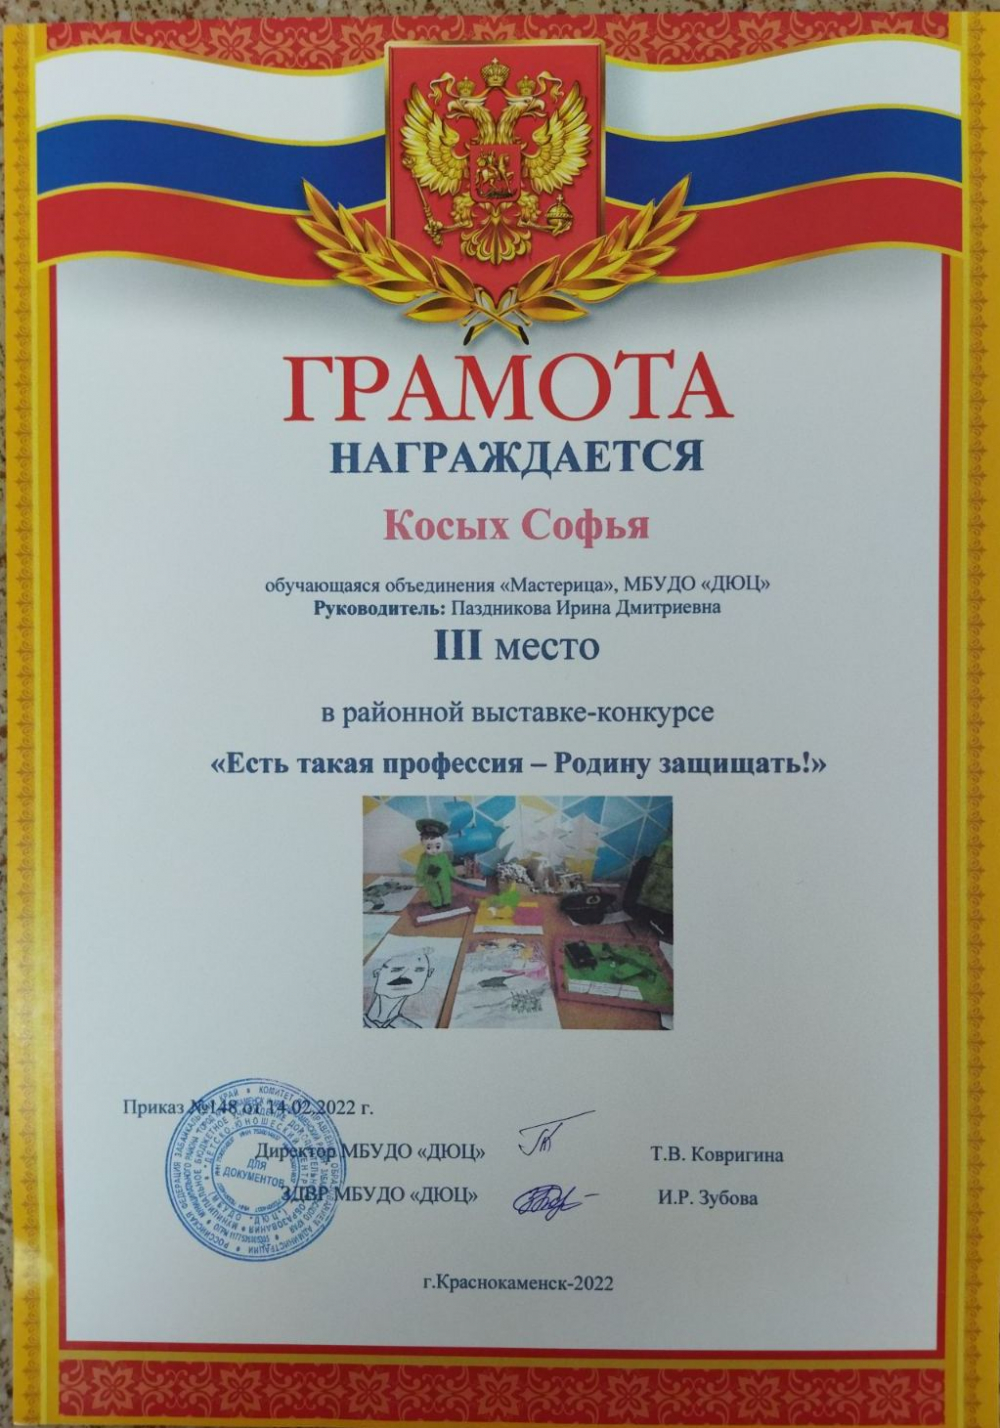 ГРАМОТА
НАГРАЖДАЕТСЯ
Косых Софья
обучающаяся объединения «Мастерица», МБУДО «ДЮЦ»
Руководитель: Паздникова Ирина Дмитриевна
III место
в районной выставке-конкурсе
«Есть такая профессия – Родину защищать!»
Приказ №148 от 14.02.2022 г.
Директор МБУДО «ДЮЦ» Т.В. Ковригина
ЗДВР МБУДО «ДЮЦ» И.Р. Зубова
ДЛЯ
ДОКУМЕНТОВ
г.Краснокаменск-2022